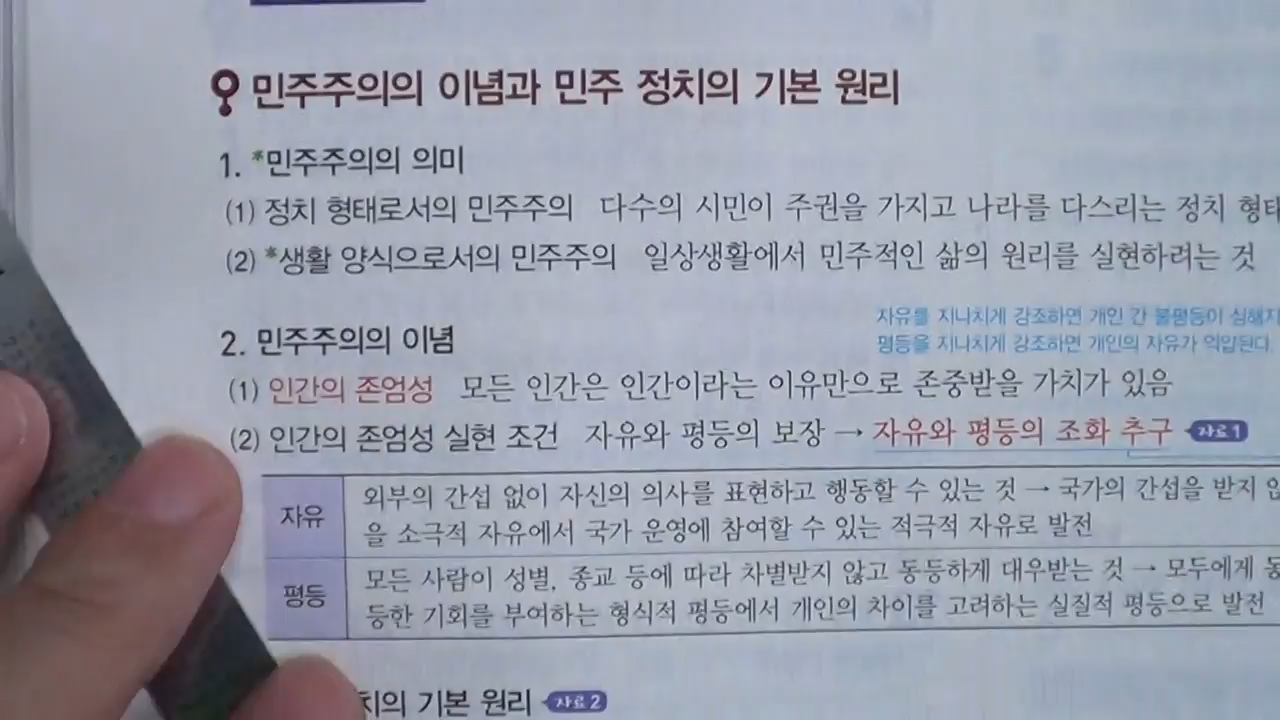 민주주의의 이념과 민주 정치의 기본 원리
1. *민주주의의 의미
(1) 정치 형태로서의 민주주의 다수의 시민이 주권을 가지고 나라를 다스리는 정치
(2) *생활 양식으로서의 민주주의 일상생활에서 민주적인 삶의 원리를 실현하려는 것
자유를 지나치게 강조하면 개인 간 불평등이 심해지
평등을 지나치게 강조하면 개인의 자유가 억압된다.
2. 민주주의의 이념
(1) 인간의 존엄성 모든 인간은 인간이라는 이유만으로 존중받을 가치가 있음
(2) 인간의 존엄성 실현 조건 자유와 평등의 보장 → 자유와 평등의 조화 추구 자료1
자유 외부의 간섭 없이 자신의 의사를 표현하고 행동할 수 있는 것 → 국가의 간섭을 받지
을 소극적 자유에서 국가 운영에 참여할 수 있는 적극적 자유로 발전
평등 모든 사람이 성별, 종교 등에 따라 차별받지 않고 동등하게 대우받는 것 → 모두에게
등한 기회를 부여하는 형식적 평등에서 개인의 차이를 고려하는 실질적 평등으로 발전
치의 기본 원리 자료2